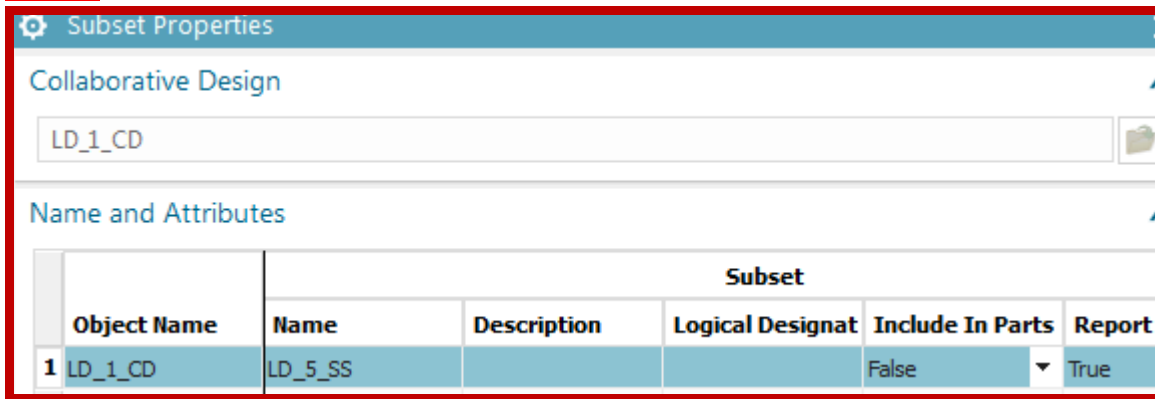 Subset Properties
Collaborative Design
LD_1_CD
Name and Attributes
Subset
Object Name Name Description Logical Designat Include In Parts Report
1 LD_1_CD LD_5_SS False True